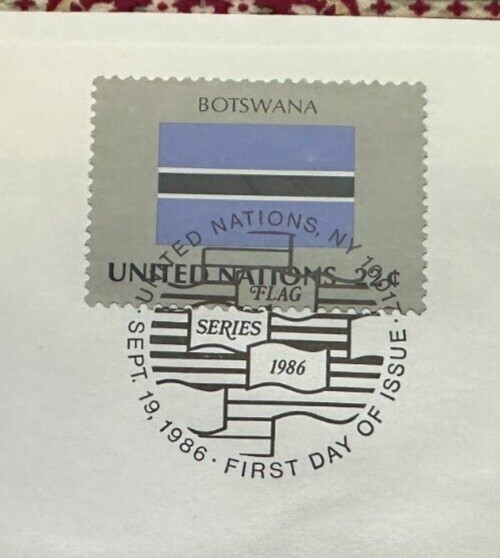 BOTSWANA
UNITED NATIONS 22¢
UNITED NATIONS, NY 10017 ·
FLAG
SERIES
1986
SEPT. 19, 1986 · FIRST DAY OF ISSUE ·